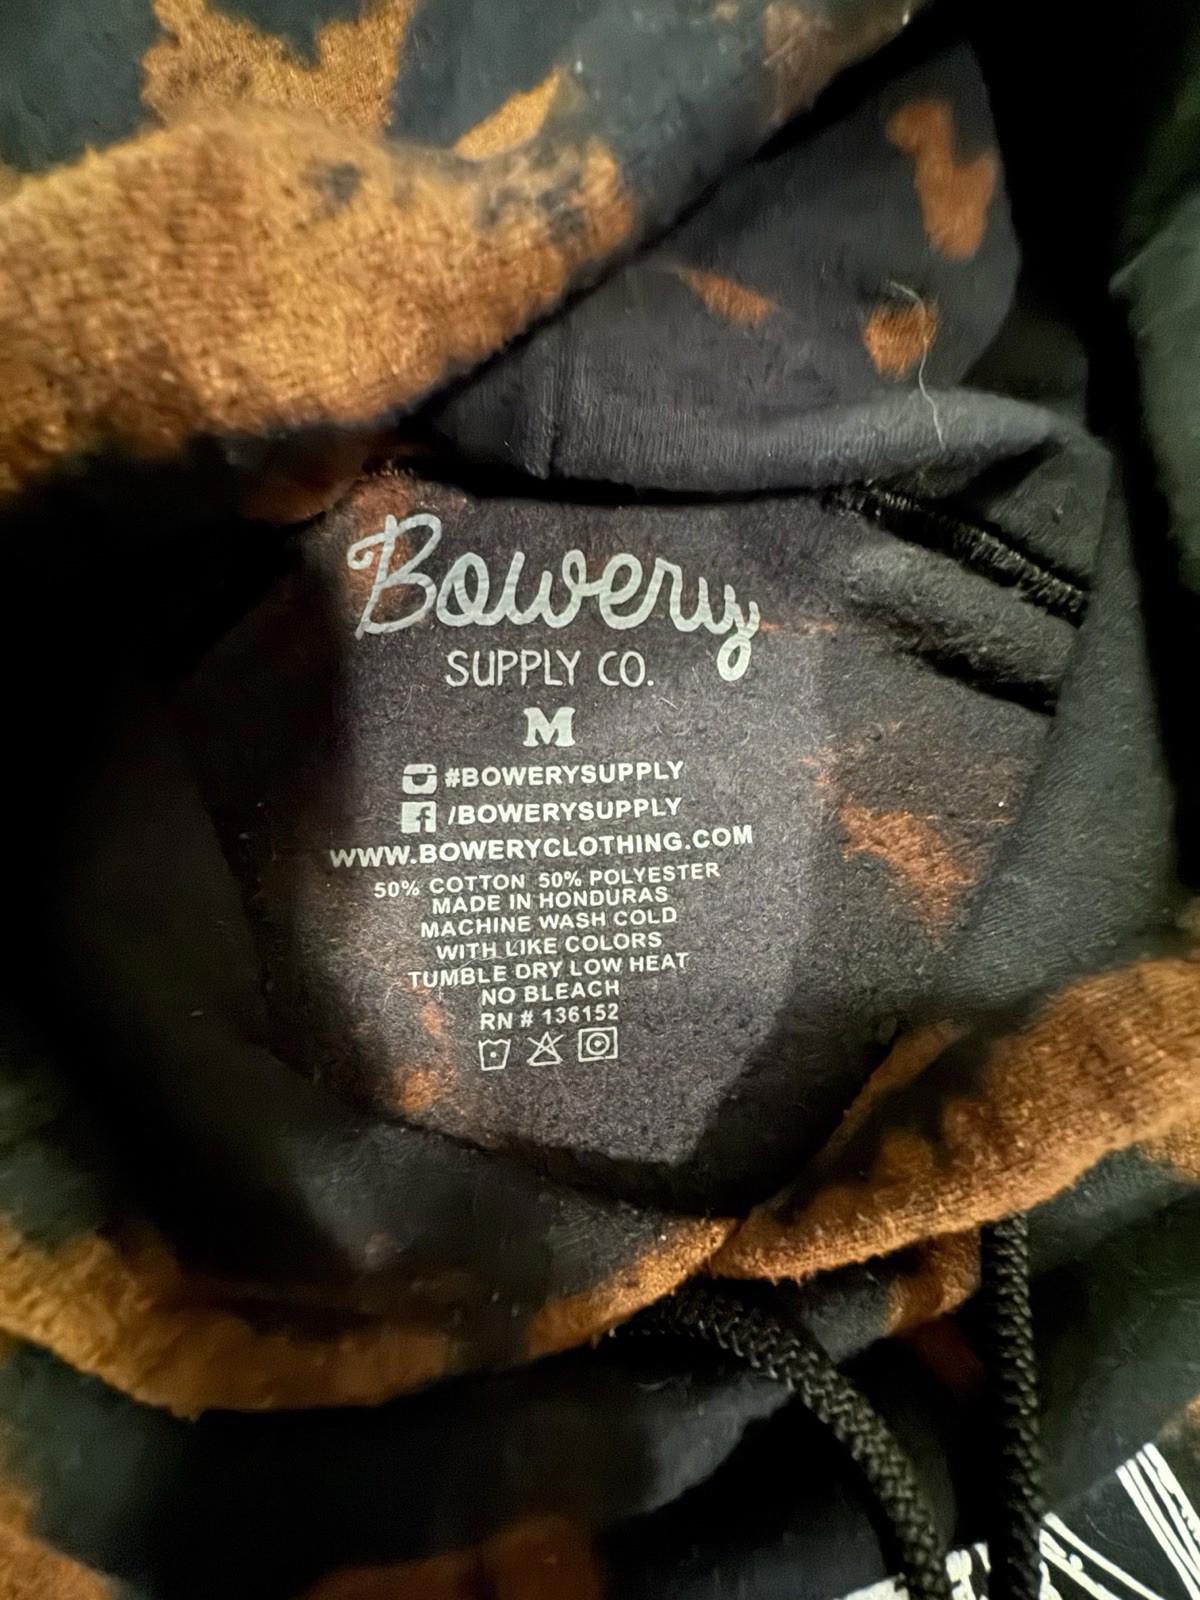 Bowery
SUPPLY CO.
M
#BOWERYSUPPLY
/BOWERYSUPPLY
WWW.BOWERYCLOTHING.COM
50% COTTON 50% POLYESTER
MADE IN HONDURAS
MACHINE WASH COLD
WITH LIKE COLORS
TUMBLE DRY LOW HEAT
NO BLEACH
RN # 136152